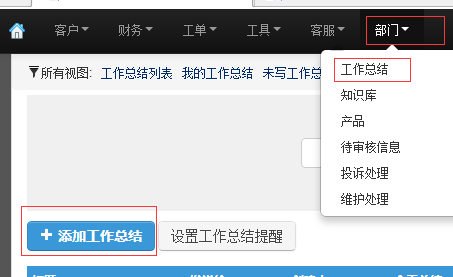 客户 财务 工单 工具 客服 部门
所有视图: 工作总结列表 我的工作总结 未写工作总
工作总结
知识库
产品
待审核信息
投诉处理
维护处理
添加工作总结 设置工作总结提醒